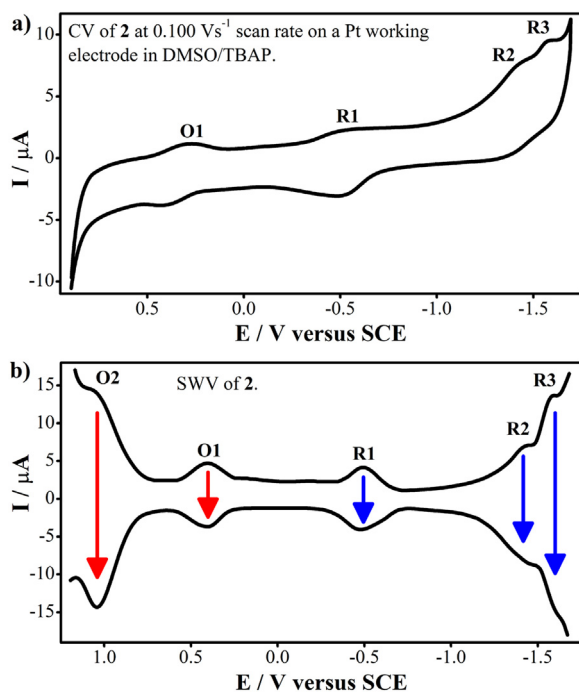 a)
CV of 2 at 0.100 Vs⁻¹ scan rate on a Pt working
electrode in DMSO/TBAP.
10
5
0
-5
-10
I / μA
O1
R1
R2
R3
0.5 0.0 -0.5 -1.0 -1.5
E / V versus SCE
b)
SWV of 2.
15
10
5
0
-5
-10
-15
I / μA
O2
O1
R1
R2
R3
1.0 0.5 0.0 -0.5 -1.0 -1.5
E / V versus SCE